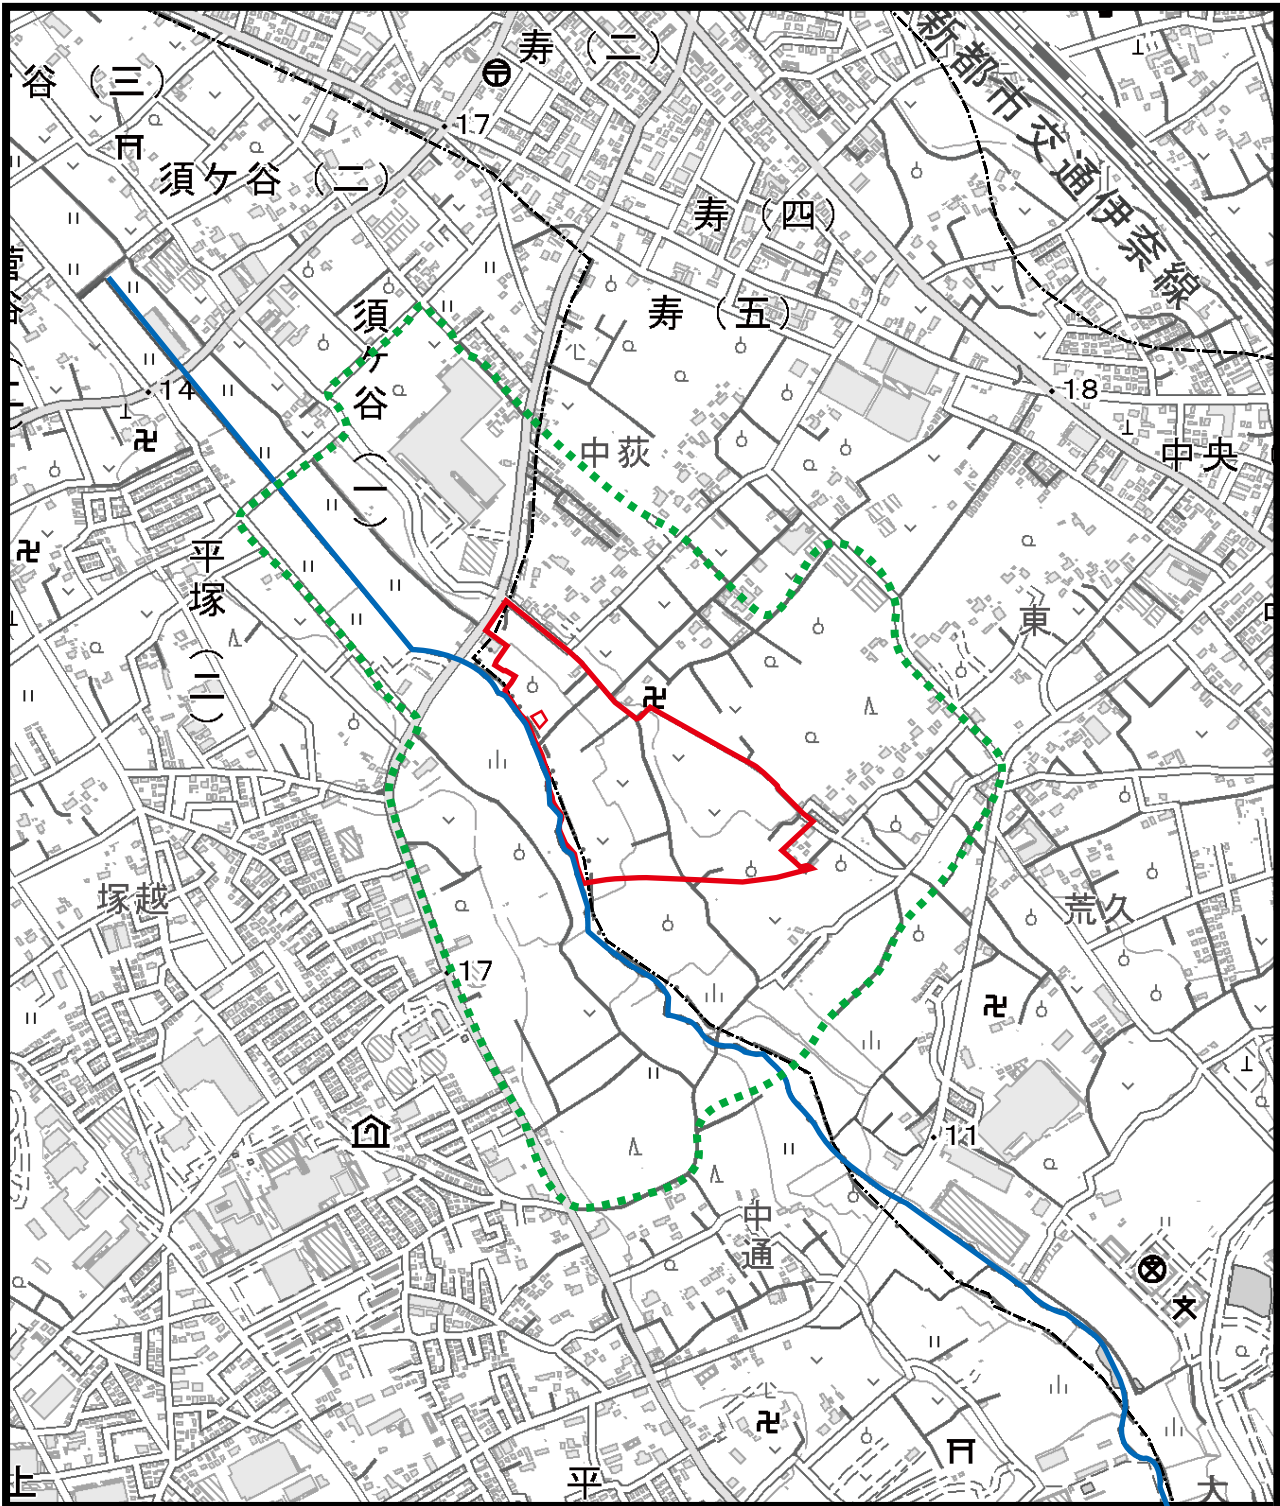 寿（二）
谷（三）
17
須ケ谷（二）
寿（四）
新都市交通伊奈線
寿（五）
須ケ谷（一）
14
18
中荻
中央
平塚（二）
東
塚越
荒久
17
11
中通
平
上
大